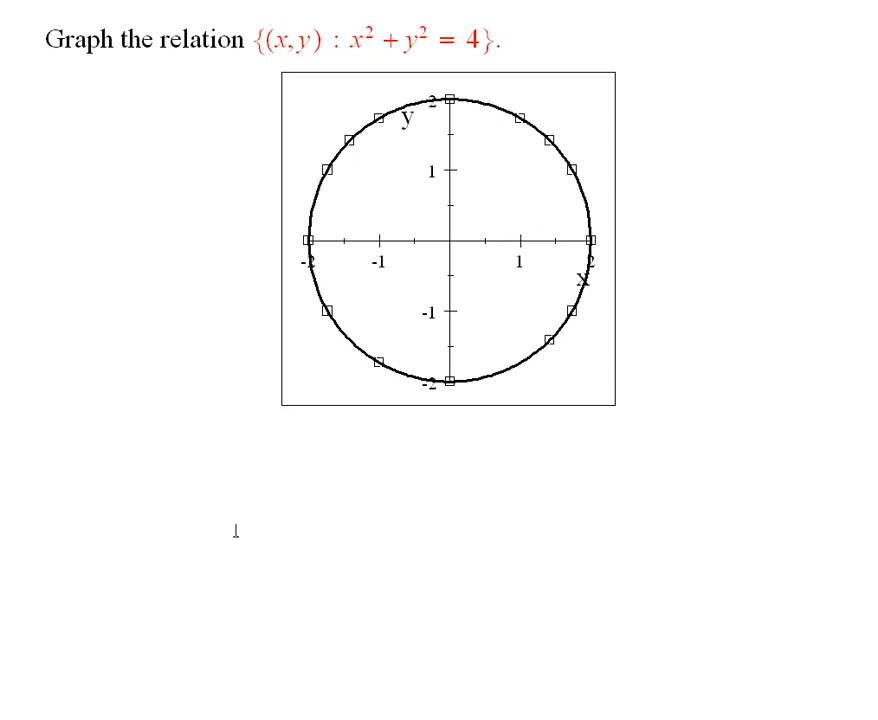 Graph the relation {(x,y) : x² + y² = 4}.
2
y
1
-2 -1 1 2
x
-1
-2